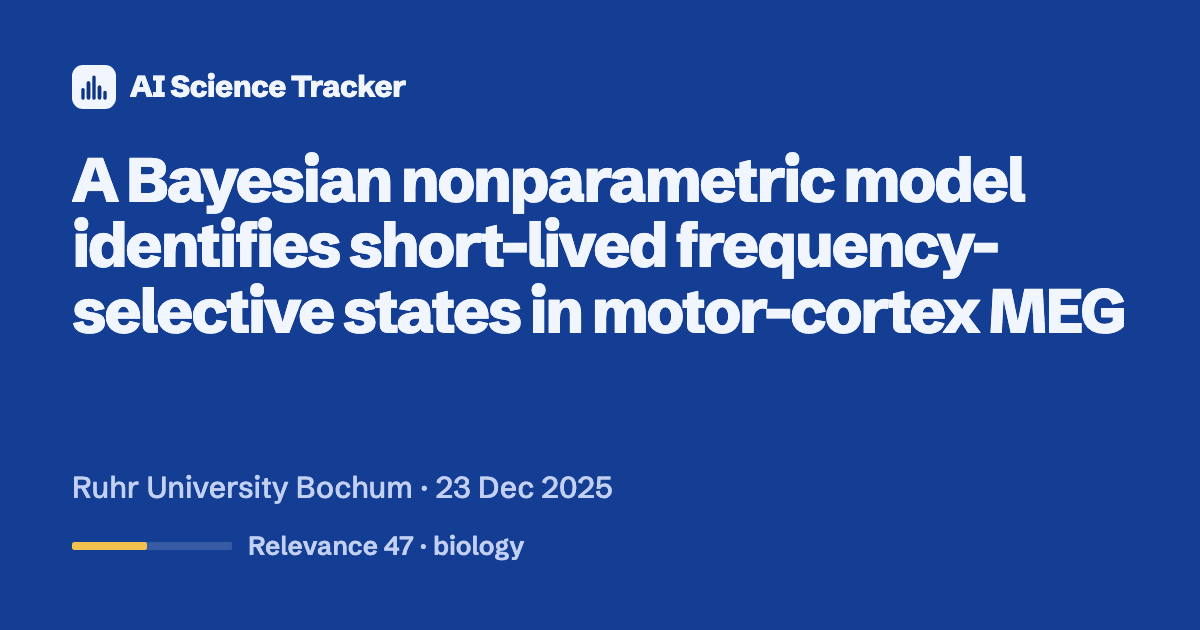 AI Science Tracker
A Bayesian nonparametric model
identifies short-lived frequency-
selective states in motor-cortex MEG
Ruhr University Bochum · 23 Dec 2025
Relevance 47 · biology